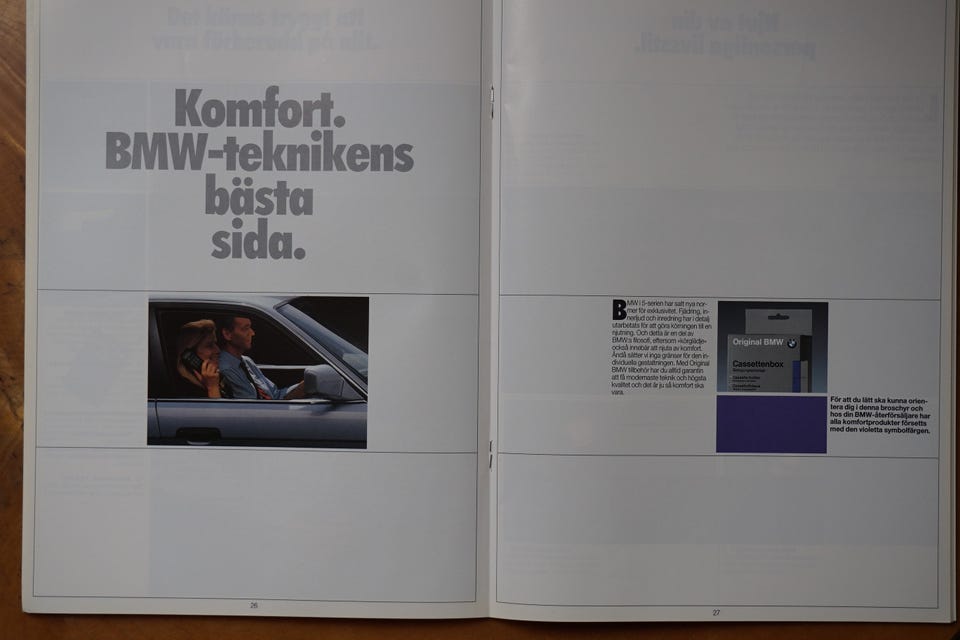 Komfort.
BMW-teknikens
bästa
sida.
BMW i 5-serien har satt nya nor-
mer för exklusivitet. Fjädring, in-
nerljud och inredning har i detalj
utarbetats för att göra körningen till en
njutning. Och detta är en del av
BMW:s filosofi, eftersom »körglädje«
också innebär att njuta av komfort.
Ändå sätter vi inga gränser för den in-
dividuella gestaltningen. Med Original
BMW tillbehör har du alltid garantin
att få modernaste teknik och högsta
kvalitet och det är ju så komfort ska
vara.
Original BMW
Cassettenbox
För att du lätt ska kunna orien-
tera dig i denna broschyr och
hos din BMW-återförsäljare har
alla komfortprodukter försetts
med den violetta symbolfärgen.
26
27